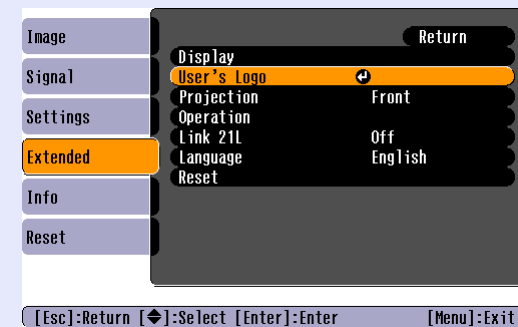 Image
Signal
Settings
Extended
Info
Reset
Return
Display
User's Logo
Projection Front
Operation
Link 21L Off
Language English
Reset
[Esc]:Return [◆]:Select [Enter]:Enter [Menu]:Exit